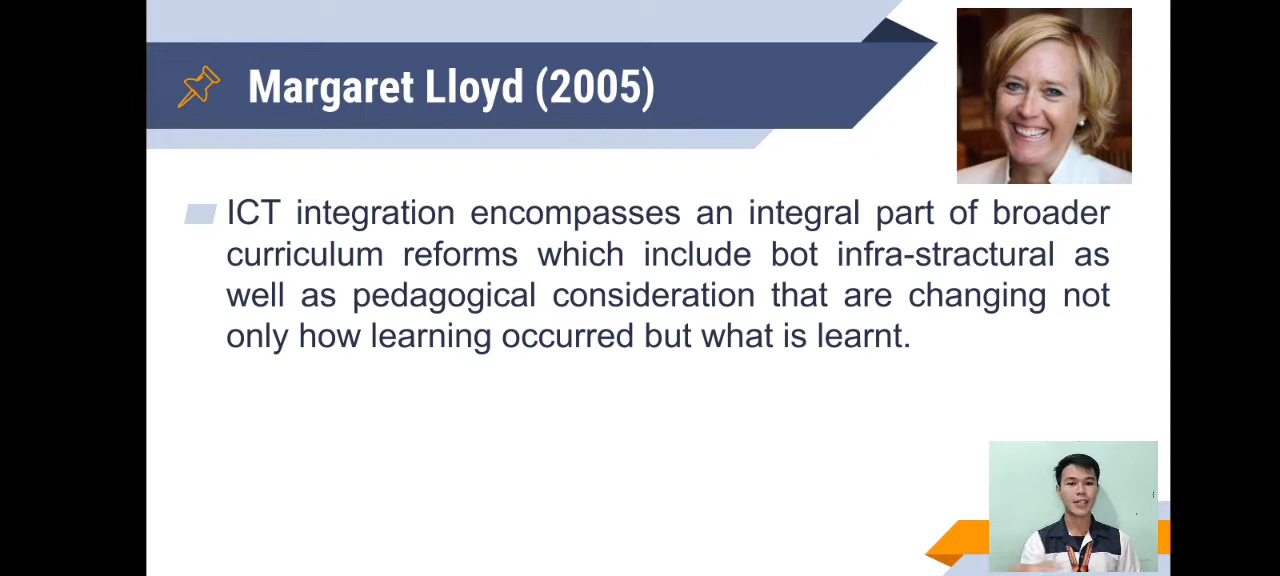 Margaret Lloyd (2005)
ICT integration encompasses an integral part of broader
curriculum reforms which include bot infra-stractural as
well as pedagogical consideration that are changing not
only how learning occurred but what is learnt.